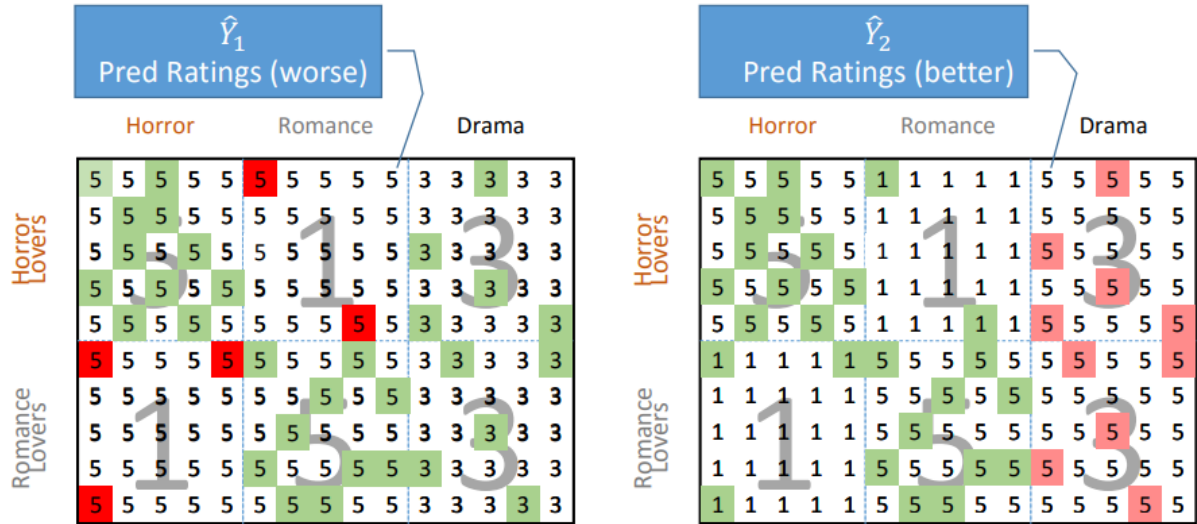 Ŷ₁
Pred Ratings (worse)
Horror Romance Drama
Horror
Lovers
5 5 5 5 5 5 5 5 5 5 3 3 3 3 3
5 5 5 5 5 5 5 5 5 5 3 3 3 3 3
5 5 5 5 5 5 5 5 5 5 3 3 3 3 3
5 5 5 5 5 5 5 5 5 5 3 3 3 3 3
5 5 5 5 5 5 5 5 5 5 3 3 3 3 3
5 1 3
Romance
Lovers
5 5 5 5 5 5 5 5 5 5 3 3 3 3 3
5 5 5 5 5 5 5 5 5 5 3 3 3 3 3
5 5 5 5 5 5 5 5 5 5 3 3 3 3 3
5 5 5 5 5 5 5 5 5 5 3 3 3 3 3
5 5 5 5 5 5 5 5 5 5 3 3 3 3 3
1 5 3
Ŷ₂
Pred Ratings (better)
Horror Romance Drama
Horror
Lovers
5 5 5 5 5 1 1 1 1 1 5 5 5 5 5
5 5 5 5 5 1 1 1 1 1 5 5 5 5 5
5 5 5 5 5 1 1 1 1 1 5 5 5 5 5
5 5 5 5 5 1 1 1 1 1 5 5 5 5 5
5 5 5 5 5 1 1 1 1 1 5 5 5 5 5
5 1 3
Romance
Lovers
1 1 1 1 1 5 5 5 5 5 5 5 5 5 5
1 1 1 1 1 5 5 5 5 5 5 5 5 5 5
1 1 1 1 1 5 5 5 5 5 5 5 5 5 5
1 1 1 1 1 5 5 5 5 5 5 5 5 5 5
1 1 1 1 1 5 5 5 5 5 5 5 5 5 5
1 5 3